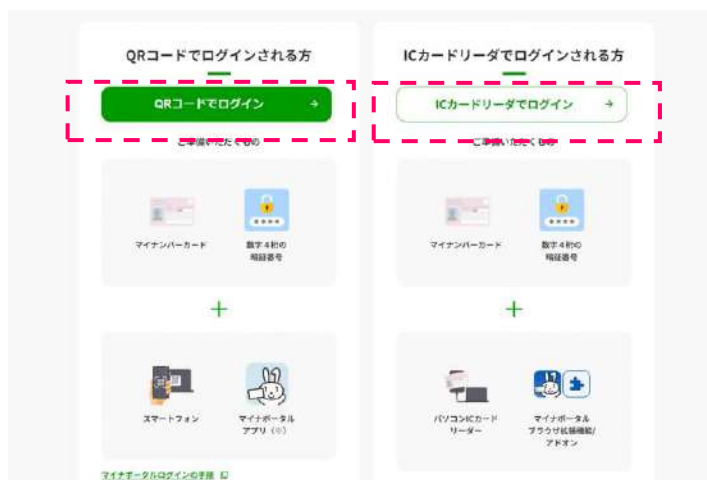 QRコードでログインされる方
QRコードでログイン →
ご準備いただくもの
マイナンバーカード
数字4桁の
暗証番号
+
スマートフォン
マイナポータル
アプリ（※）
マイナポータルログインの手順
ICカードリーダでログインされる方
ICカードリーダでログイン →
ご準備いただくもの
マイナンバーカード
数字4桁の
暗証番号
+
パソコンICカード
リーダー
マイナポータル
ブラウザ拡張機能/
アドオン